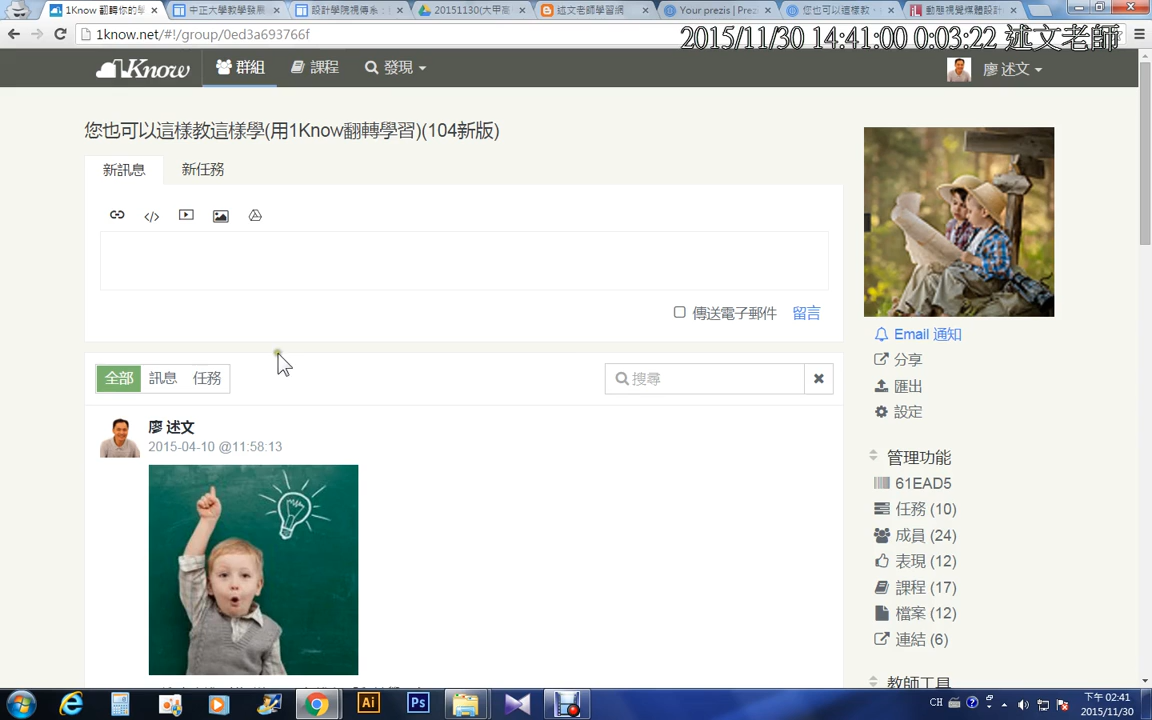 1Know 翻轉你的學
中正大學教學發展
設計學院視傳系：
20151130(大甲高
述文老師學習網
Your prezis | Prez
您也可以這樣教、
動態視覺媒體設計
1know.net/#!/group/0ed3a693766f
2015/11/30 14:41:00 0:03:22 述文老師
1Know 群組 課程 發現 廖 述文
您也可以這樣教這樣學(用1Know翻轉學習)(104新版)
新訊息 新任務
傳送電子郵件 留言
全部 訊息 任務 搜尋
廖 述文
2015-04-10 @11:58:13
Email 通知
分享
匯出
設定
管理功能
61EAD5
任務 (10)
成員 (24)
表現 (12)
課程 (17)
檔案 (12)
連結 (6)
教師工具
Ai Ps CH
下午 02:41
2015/11/30